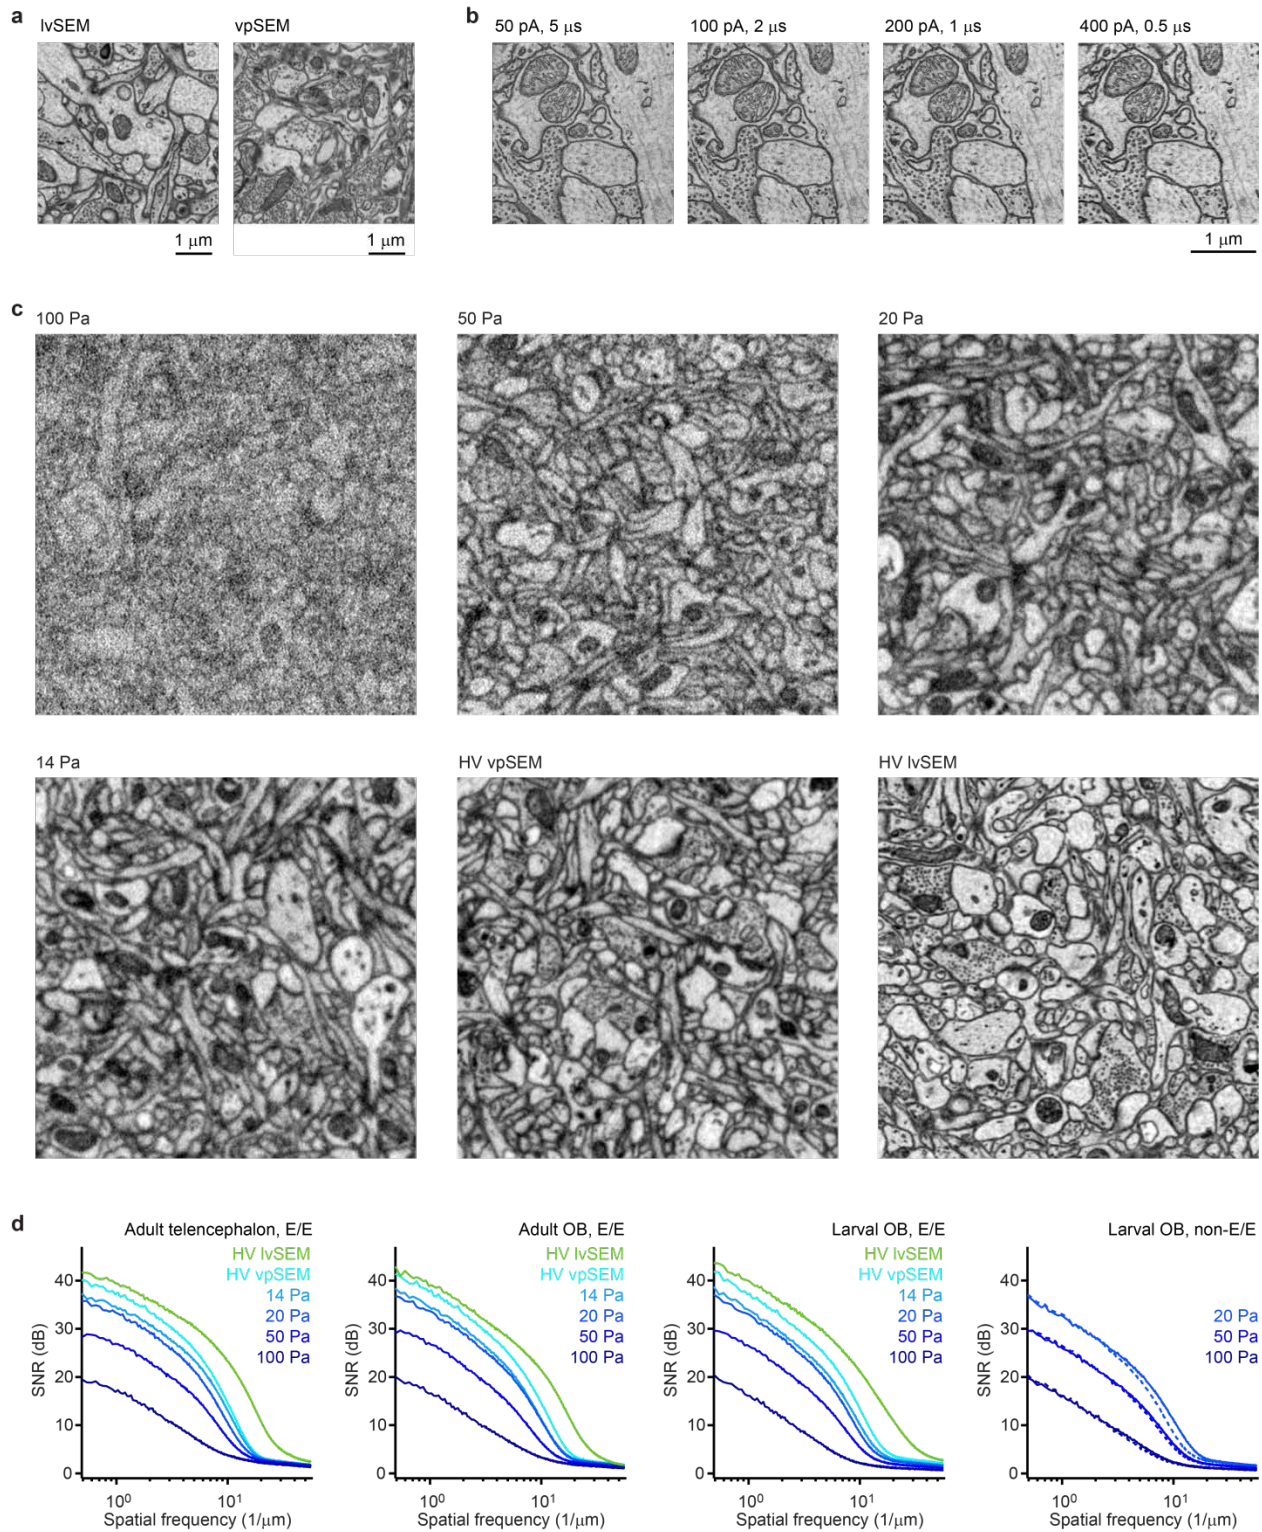 a
lvSEM
vpSEM
1 μm
1 μm
b
50 pA, 5 μs
100 pA, 2 μs
200 pA, 1 μs
400 pA, 0.5 μs
1 μm
c
100 Pa
50 Pa
20 Pa
14 Pa
HV vpSEM
HV lvSEM
d
Adult telencephalon, E/E
HV lvSEM
HV vpSEM
14 Pa
20 Pa
50 Pa
100 Pa
SNR (dB)
40
30
20
10
0
10⁰
10¹
Spatial frequency (1/μm)
Adult OB, E/E
HV lvSEM
HV vpSEM
14 Pa
20 Pa
50 Pa
100 Pa
SNR (dB)
40
30
20
10
0
10⁰
10¹
Spatial frequency (1/μm)
Larval OB, E/E
HV lvSEM
HV vpSEM
14 Pa
20 Pa
50 Pa
100 Pa
SNR (dB)
40
30
20
10
0
10⁰
10¹
Spatial frequency (1/μm)
Larval OB, non-E/E
20 Pa
50 Pa
100 Pa
SNR (dB)
40
30
20
10
0
10⁰
10¹
Spatial frequency (1/μm)